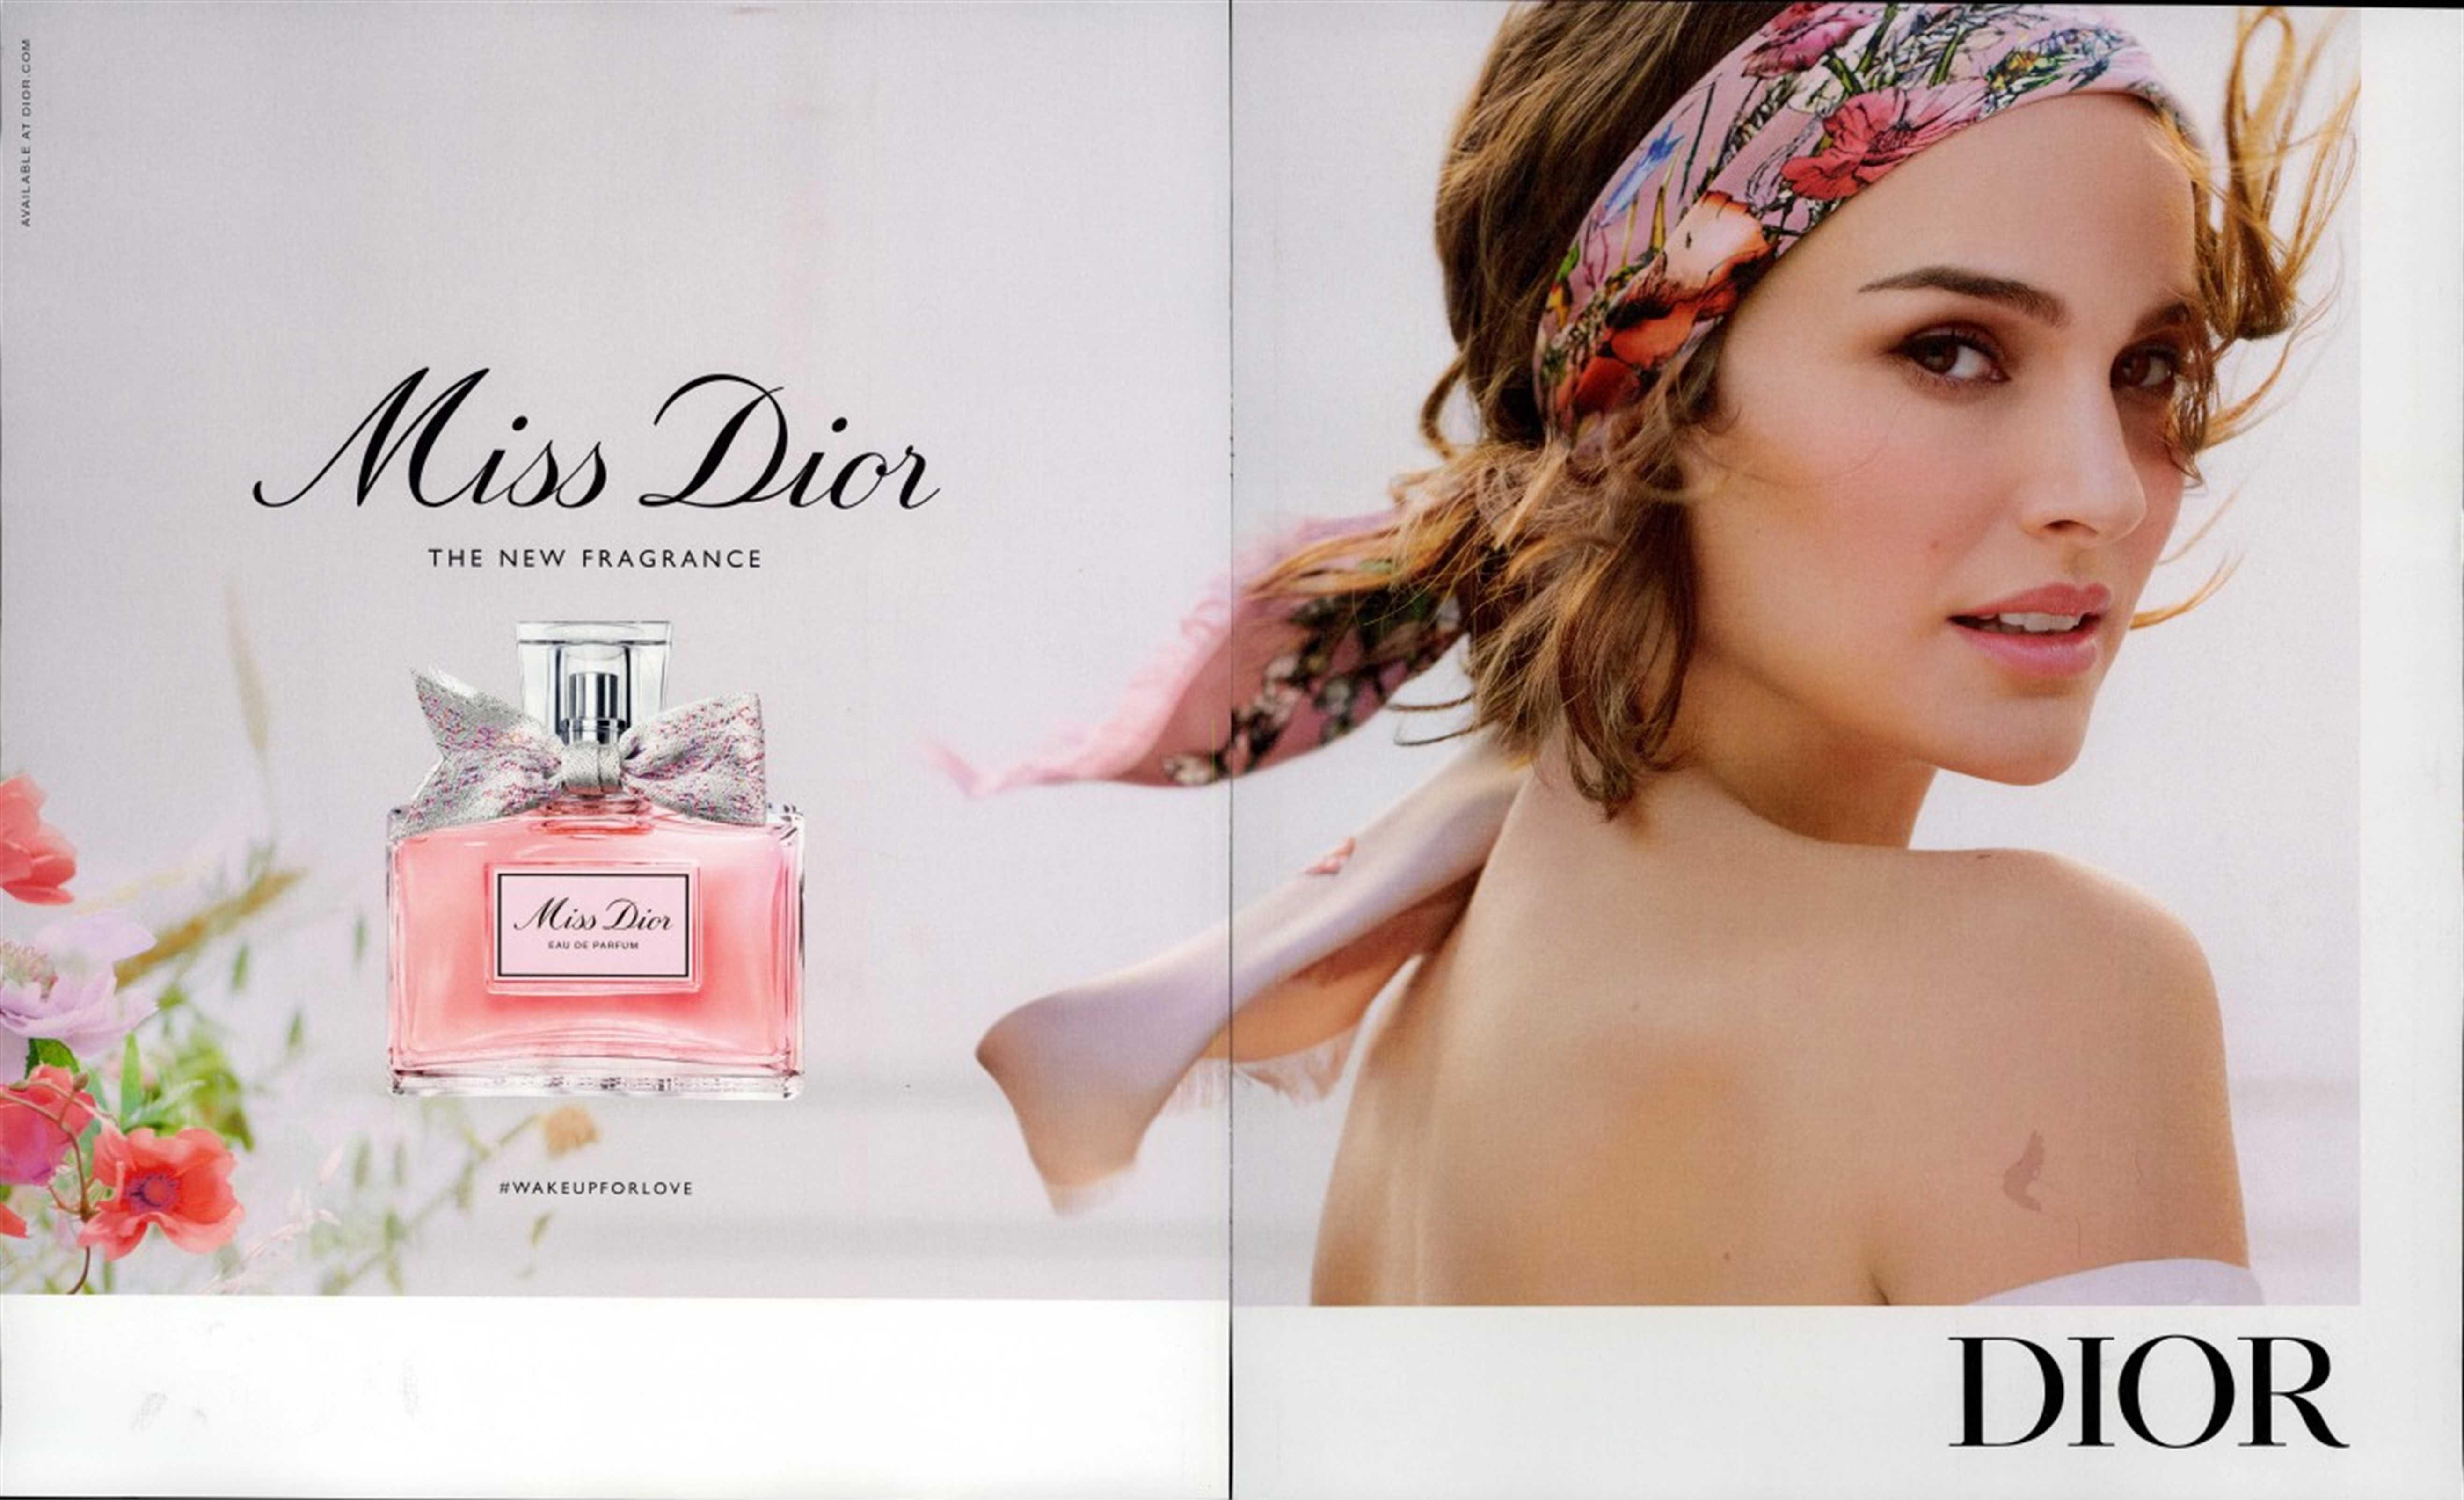 AVAILABLE AT DIOR.COM
Miss Dior
THE NEW FRAGRANCE
Miss Dior
EAU DE PARFUM
#WAKEUPFORLOVE
DIOR